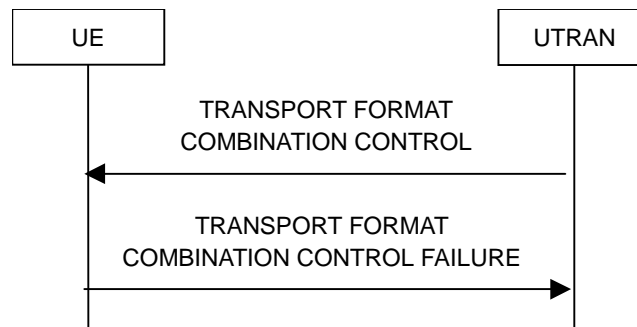 UE
UTRAN
TRANSPORT FORMAT
COMBINATION CONTROL
TRANSPORT FORMAT
COMBINATION CONTROL FAILURE